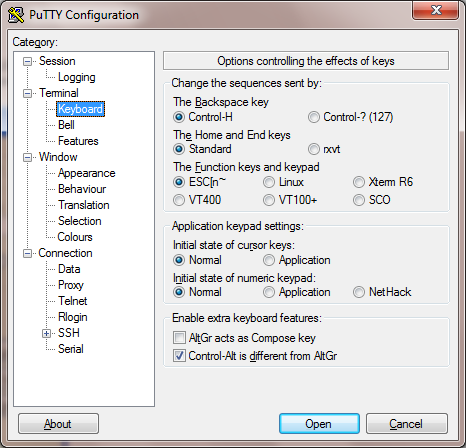 PuTTY Configuration
Category:
Session
Logging
Terminal
Keyboard
Bell
Features
Window
Appearance
Behaviour
Translation
Selection
Colours
Connection
Data
Proxy
Telnet
Rlogin
SSH
Serial
Options controlling the effects of keys
Change the sequences sent by:
The Backspace key
Control-H Control-? (127)
The Home and End keys
Standard rxvt
The Function keys and keypad
ESC[n~ Linux Xterm R6
VT400 VT100+ SCO
Application keypad settings:
Initial state of cursor keys:
Normal Application
Initial state of numeric keypad:
Normal Application NetHack
Enable extra keyboard features:
AltGr acts as Compose key
Control-Alt is different from AltGr
About Open Cancel